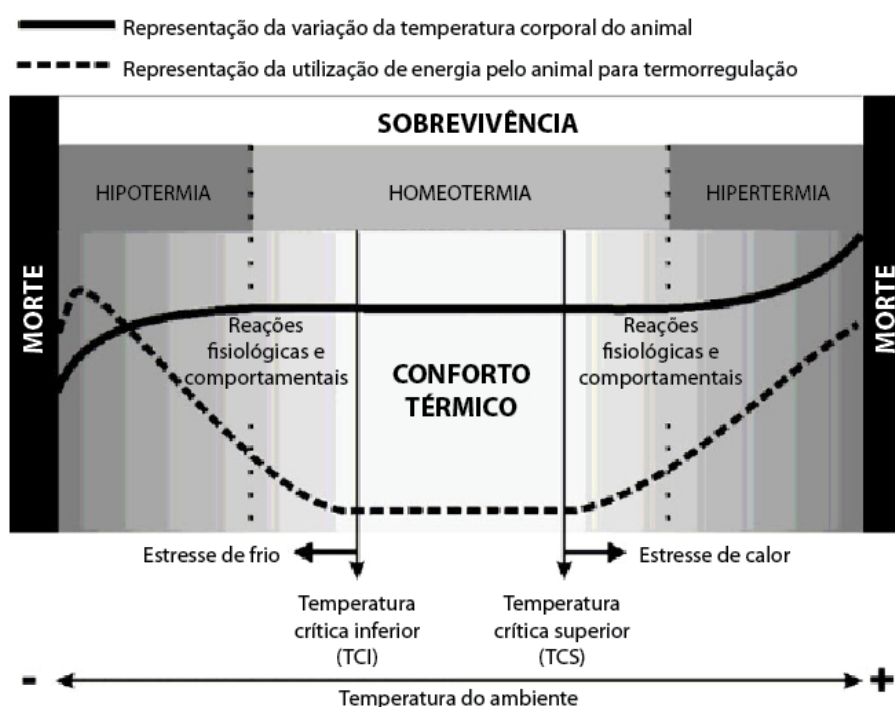 Representação da variação da temperatura corporal do animal
Representação da utilização de energia pelo animal para termorregulação
SOBREVIVÊNCIA
HIPOTERMIA
HOMEOTERMIA
HIPERTERMIA
MORTE
MORTE
Reações
fisiológicas e
comportamentais
CONFORTO
TÉRMICO
Reações
fisiológicas e
comportamentais
Estresse de frio
Estresse de calor
Temperatura
crítica inferior
(TCI)
Temperatura
crítica superior
(TCS)
- +
Temperatura do ambiente